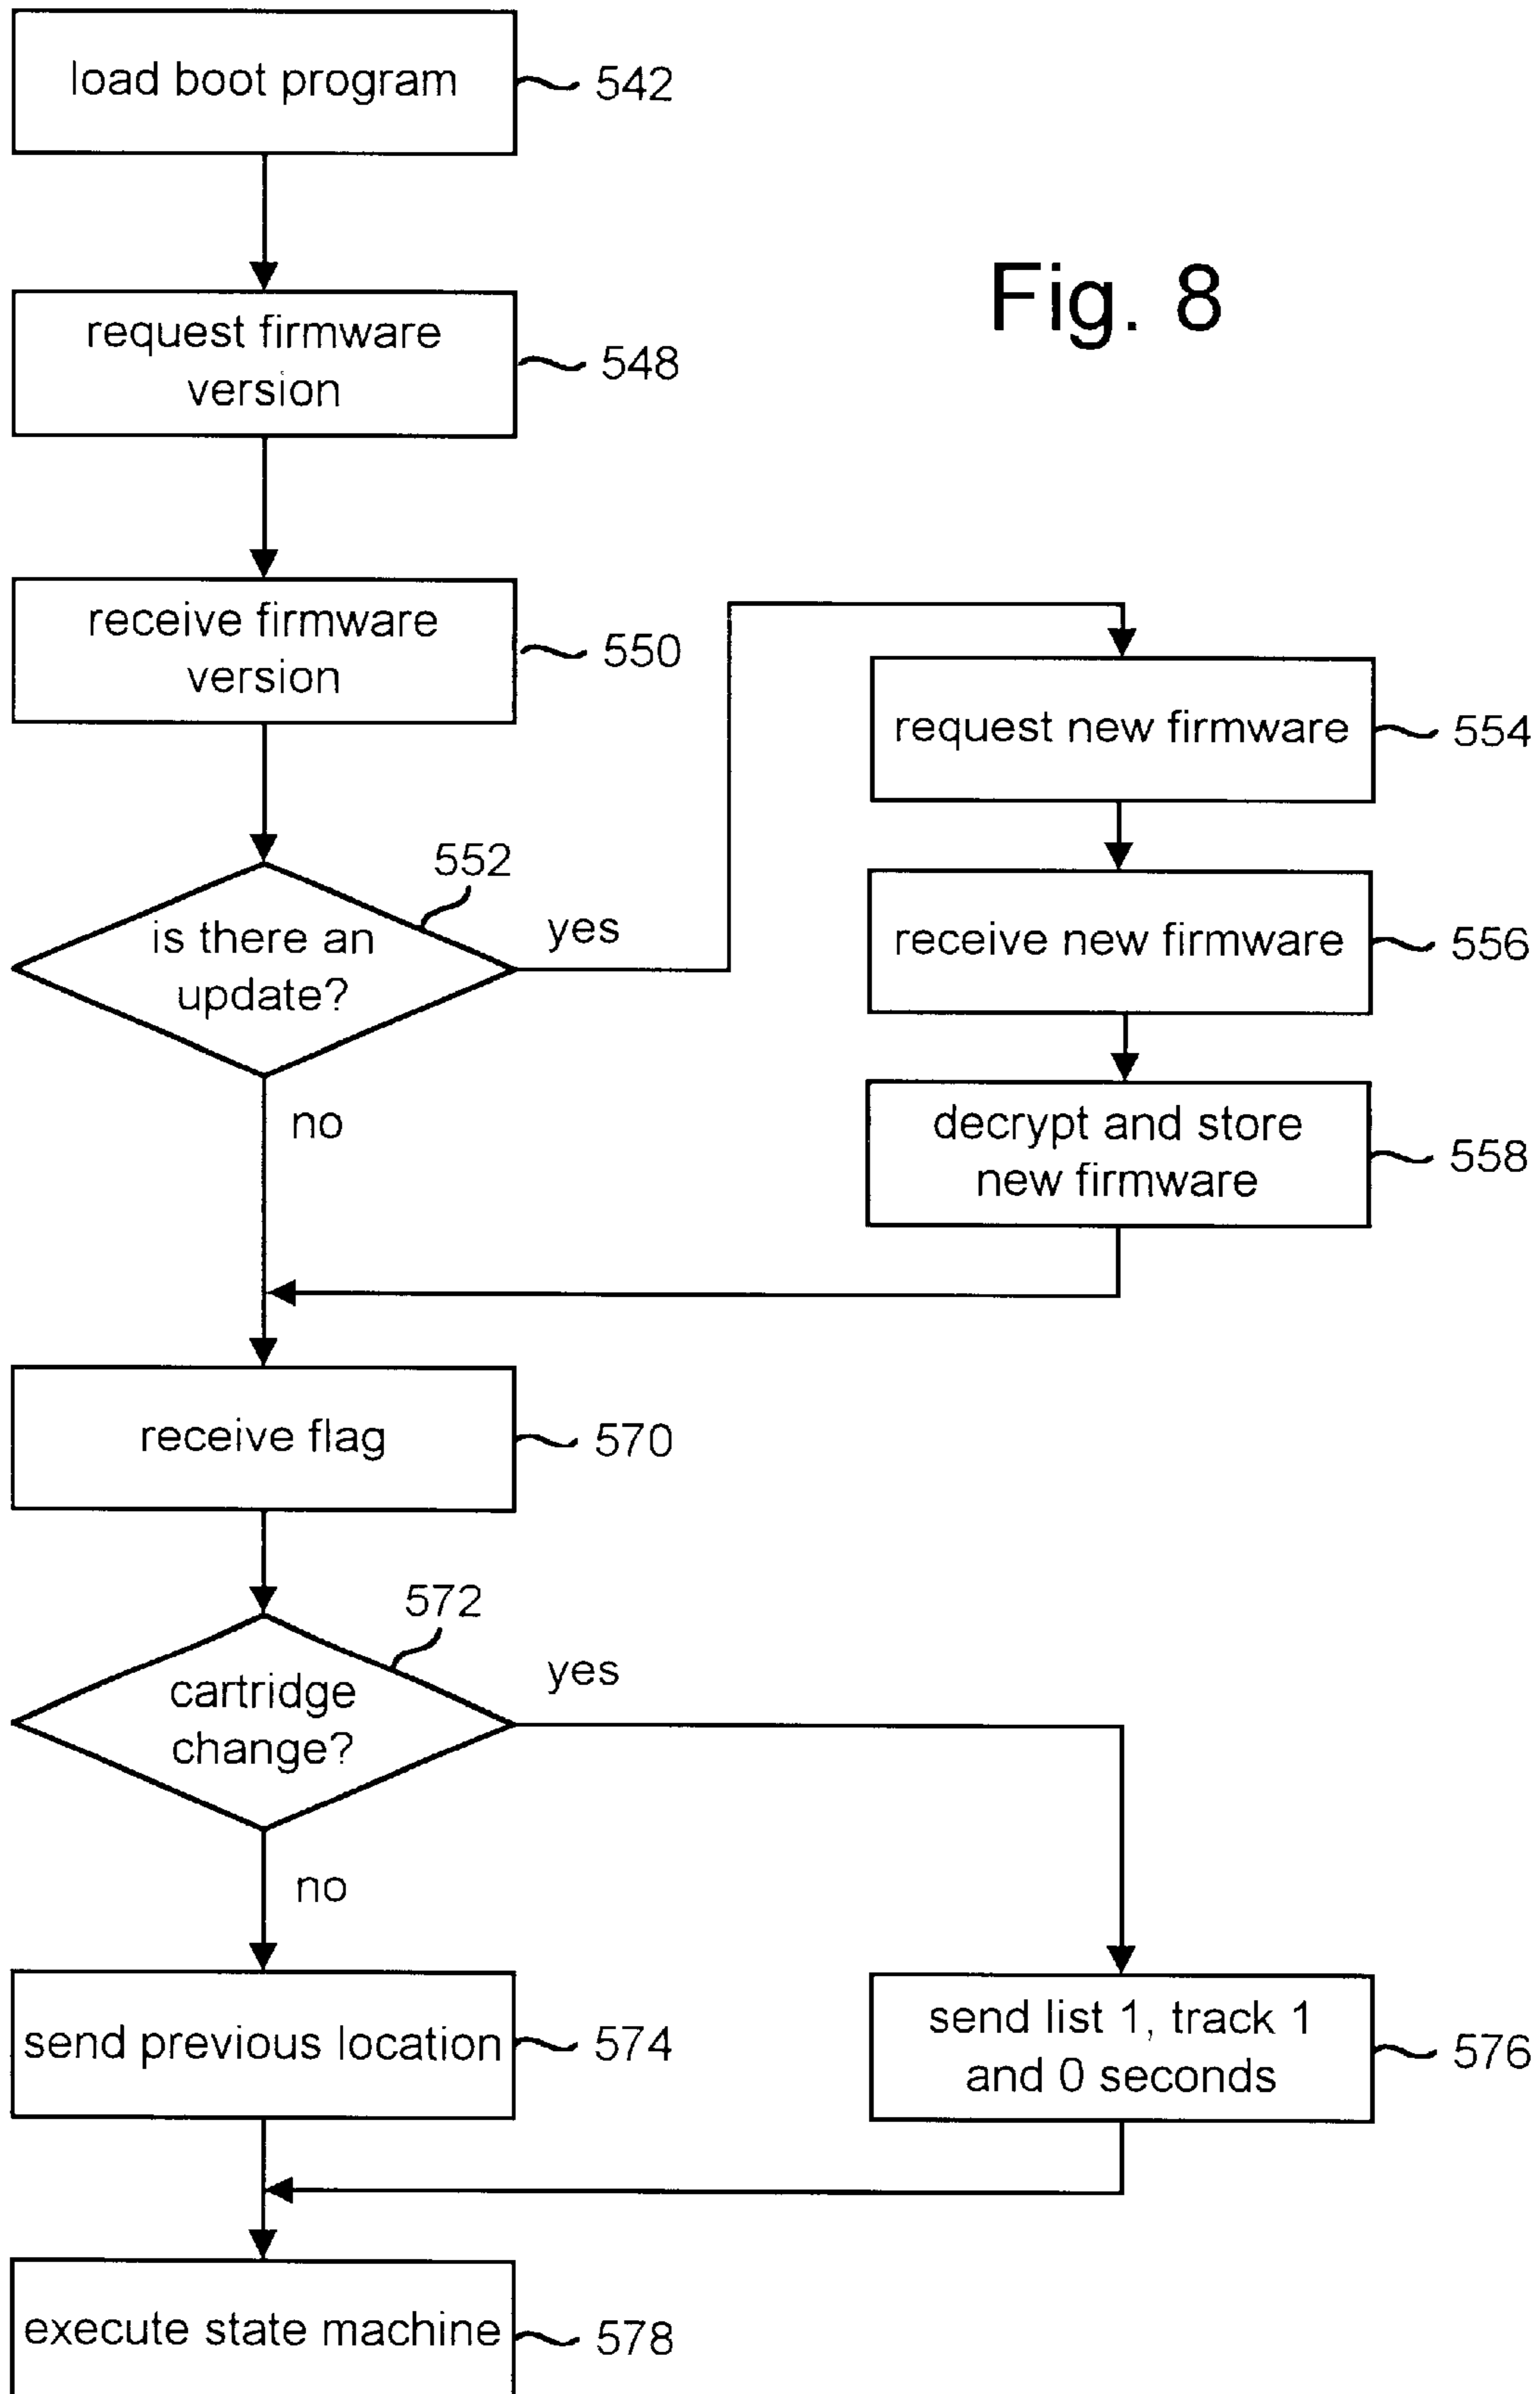 load boot program
542
Fig. 8
request firmware
version
548
receive firmware
version
550
request new firmware
554
552
is there an
update?
yes
receive new firmware
556
no
decrypt and store
new firmware
558
receive flag
570
572
cartridge
change?
yes
no
send previous location
574
send list 1, track 1
and 0 seconds
576
execute state machine
578